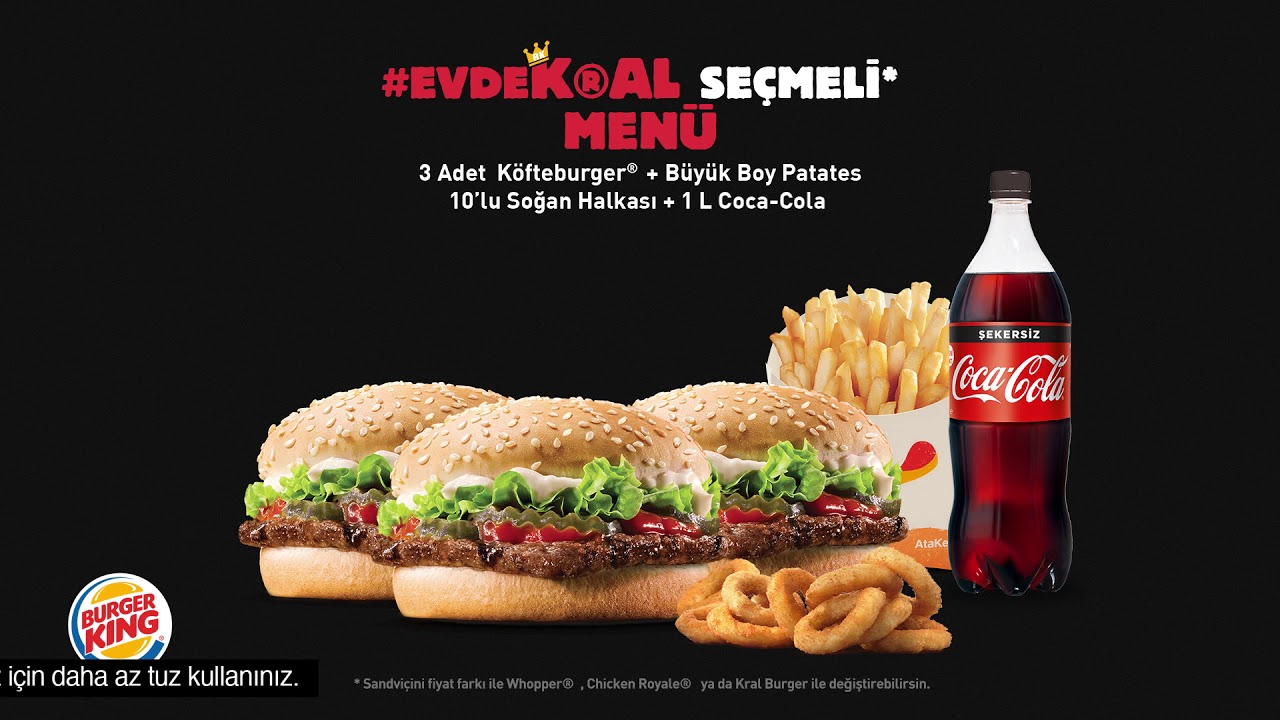 BK
#EVDEK®AL SEÇMELİ*
MENÜ
3 Adet Köfteburger® + Büyük Boy Patates
10’lu Soğan Halkası + 1 L Coca-Cola
ŞEKERSİZ
Coca-Cola
AtaKe
BURGER
KING®
için daha az tuz kullanınız.
* Sandviçini fiyat farkı ile Whopper® , Chicken Royale® ya da Kral Burger ile değiştirebilirsin.